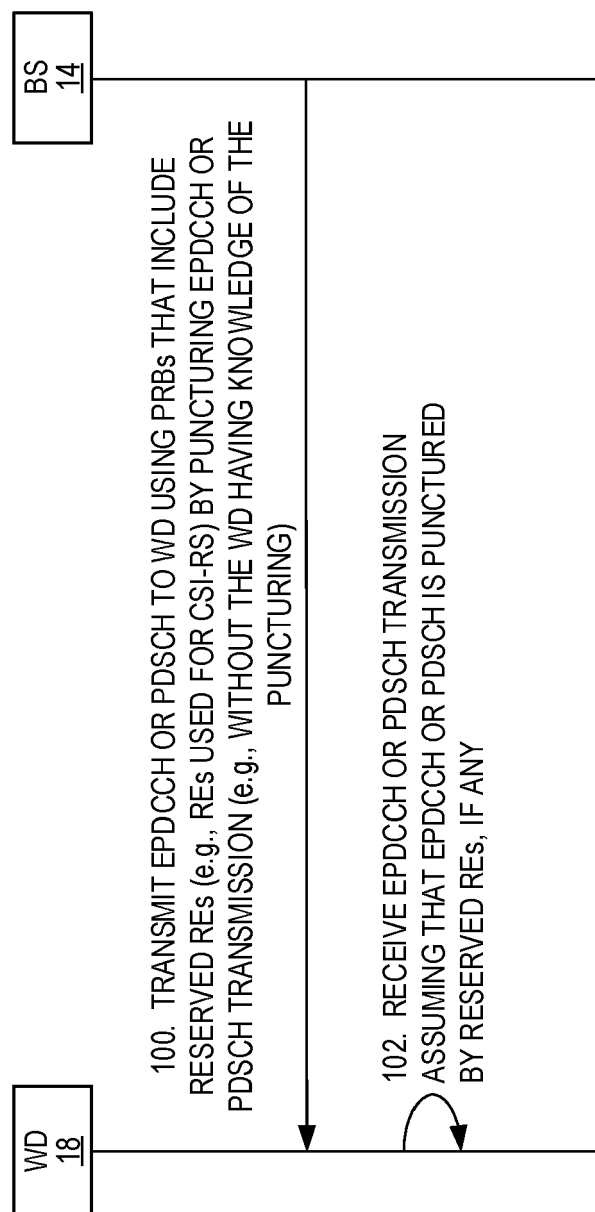 WD
18
BS
14
100. TRANSMIT EPDCCH OR PDSCH TO WD USING PRBs THAT INCLUDE
RESERVED REs (e.g., REs USED FOR CSI-RS) BY PUNCTURING EPDCCH OR
PDSCH TRANSMISSION (e.g., WITHOUT THE WD HAVING KNOWLEDGE OF THE
PUNCTURING)
102. RECEIVE EPDCCH OR PDSCH TRANSMISSION
ASSUMING THAT EPDCCH OR PDSCH IS PUNCTURED
BY RESERVED REs, IF ANY